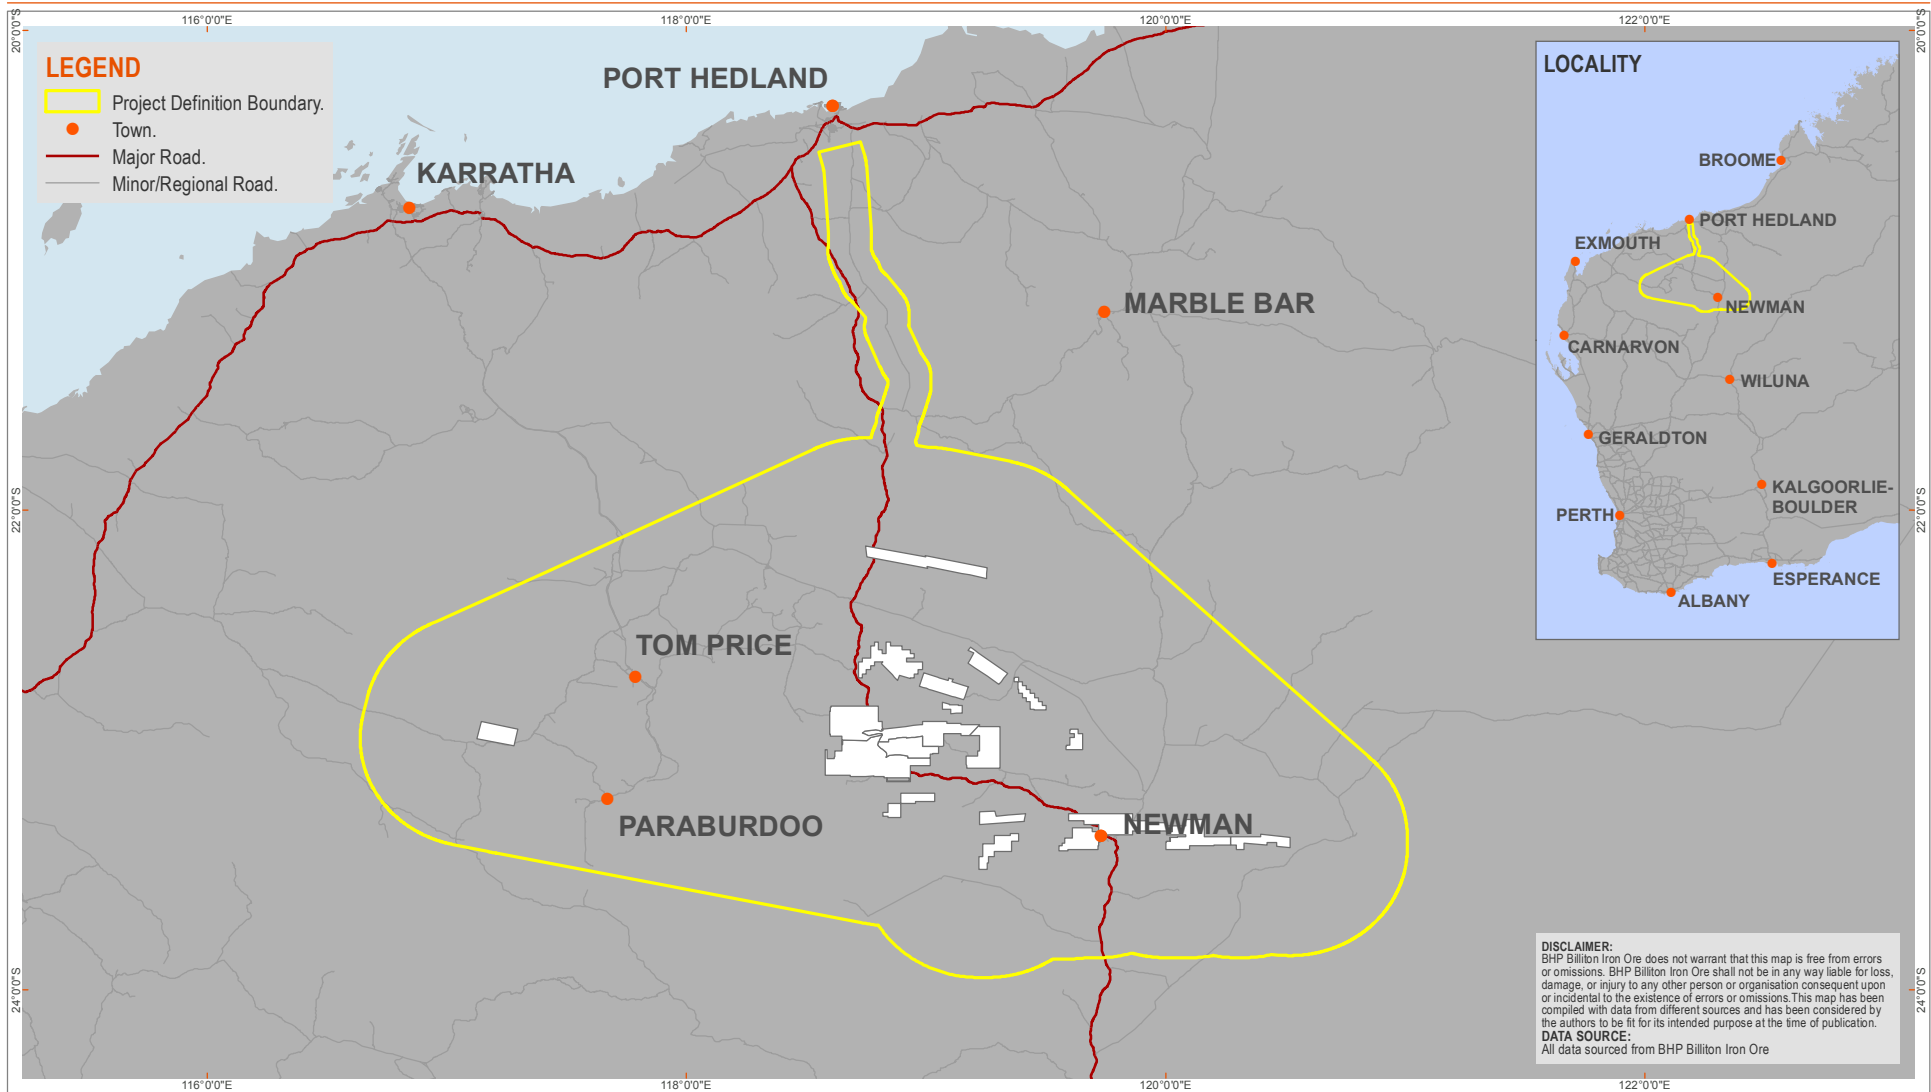 116°0'0"E
118°0'0"E
120°0'0"E
122°0'0"E
20°0'0"S
20°0'0"S
LEGEND
Project Definition Boundary.
Town.
Major Road.
Minor/Regional Road.
PORT HEDLAND
KARRATHA
MARBLE BAR
TOM PRICE
PARABURDOO
NEWMAN
LOCALITY
BROOME
PORT HEDLAND
EXMOUTH
NEWMAN
CARNARVON
WILUNA
GERALDTON
KALGOORLIE-
BOULDER
PERTH
ESPERANCE
ALBANY
22°0'0"S
22°0'0"S
DISCLAIMER:
BHP Billiton Iron Ore does not warrant that this map is free from errors
or omissions. BHP Billiton Iron Ore shall not be in any way liable for loss,
damage, or injury to any other person or organisation consequent upon
or incidental to the existence of errors or omissions.This map has been
compiled with data from different sources and has been considered by
the authors to be fit for its intended purpose at the time of publication.
DATA SOURCE:
All data sourced from BHP Billiton Iron Ore
24°0'0"S
24°0'0"S
116°0'0"E
118°0'0"E
120°0'0"E
122°0'0"E